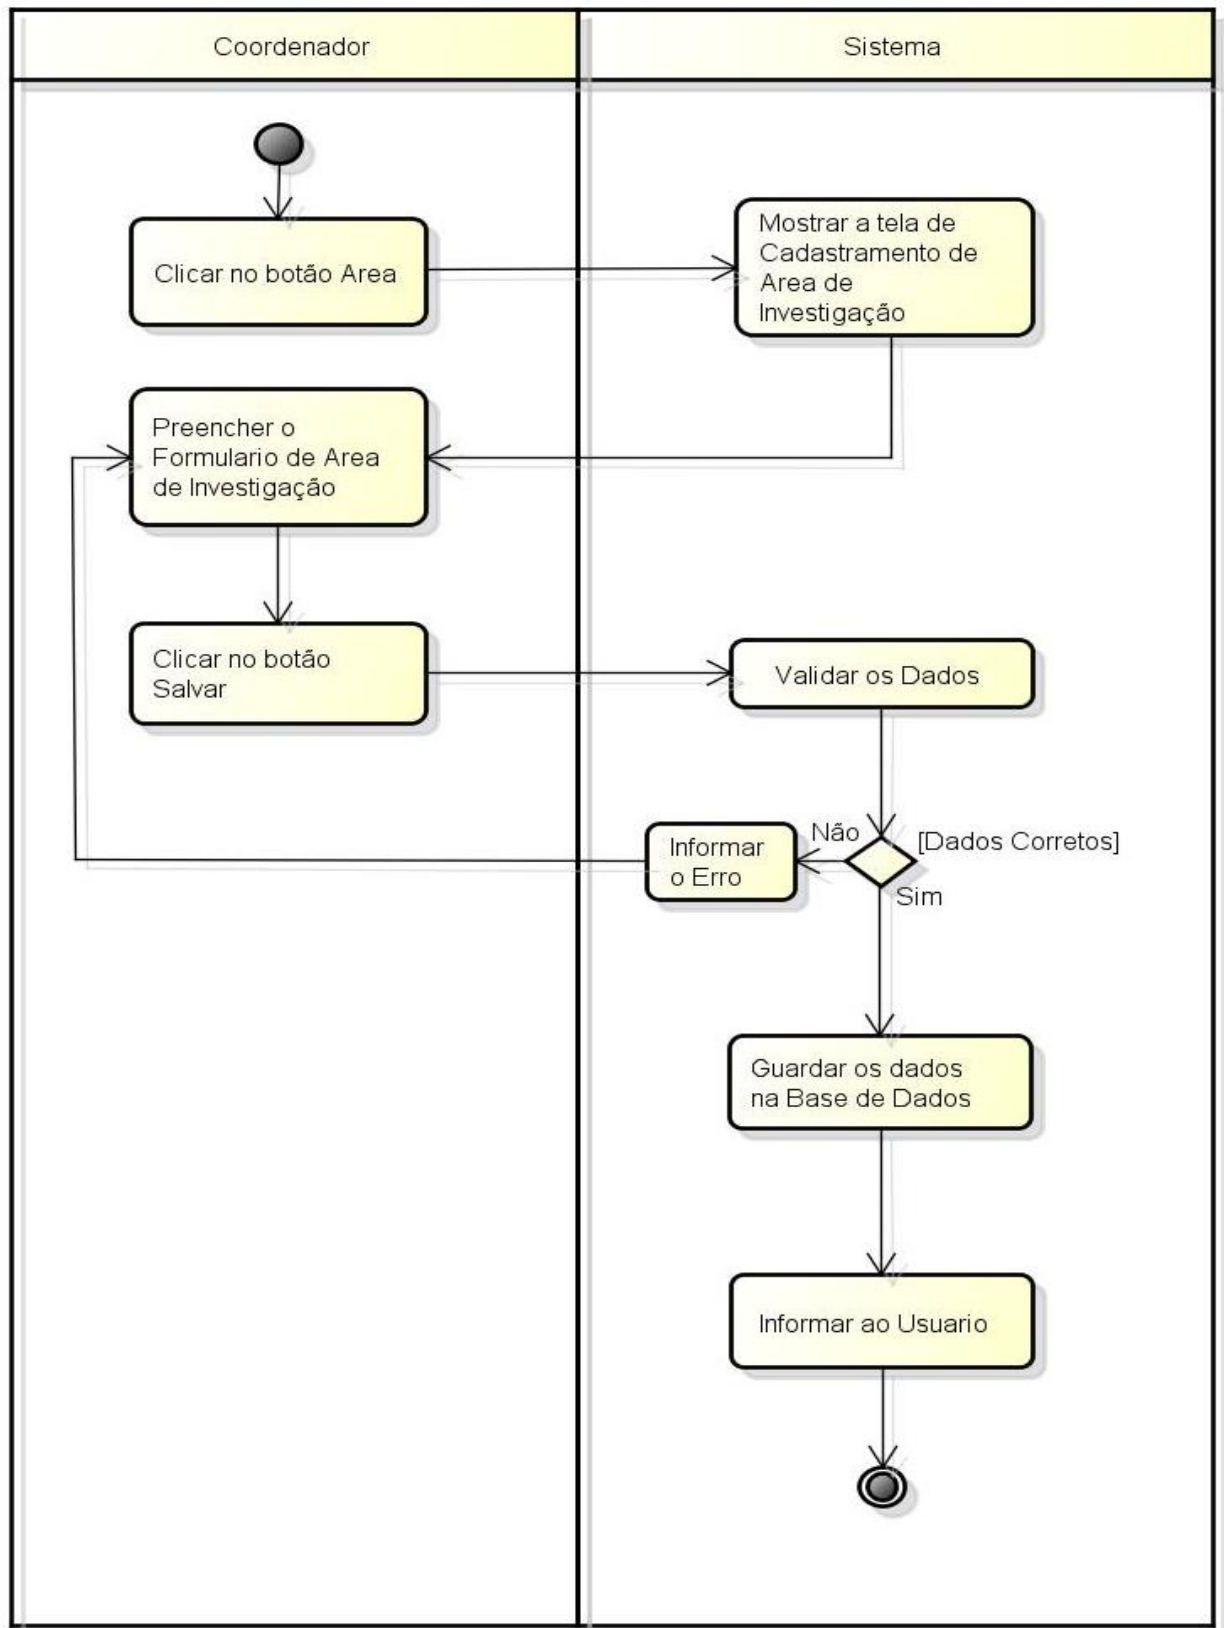 Coordenador
Sistema
Clicar no botão Area
Mostrar a tela de
Cadastramento de
Area de
Investigação
Preencher o
Formulario de Area
de Investigação
Clicar no botão
Salvar
Validar os Dados
Não
[Dados Corretos]
Informar
o Erro
Sim
Guardar os dados
na Base de Dados
Informar ao Usuario